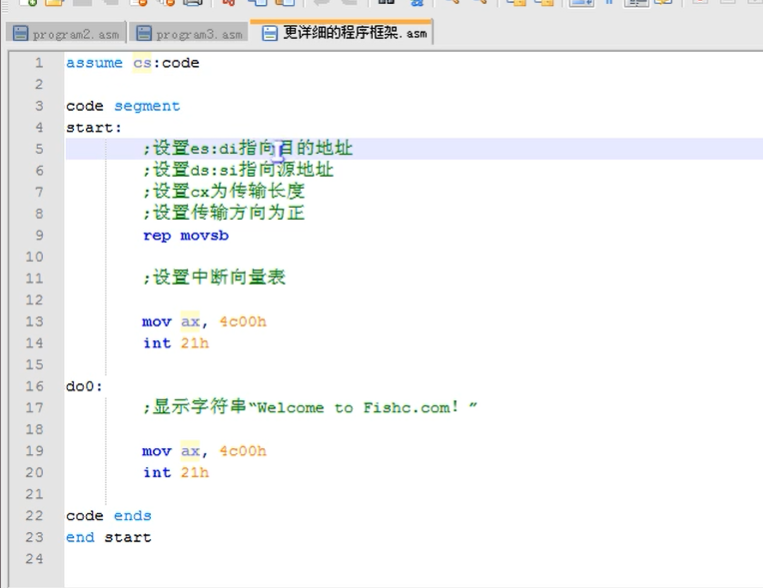 program2.asm program3.asm 更详细的程序框架.asm
1 assume cs:code
2
3 code segment
4 start:
5 ;设置es:di指向目的地址
6 ;设置ds:si指向源地址
7 ;设置cx为传输长度
8 ;设置传输方向为正
9 rep movsb
10
11 ;设置中断向量表
12
13 mov ax, 4c00h
14 int 21h
15
16 do0:
17 ;显示字符串“Welcome to Fishc.com！”
18
19 mov ax, 4c00h
20 int 21h
21
22 code ends
23 end start
24